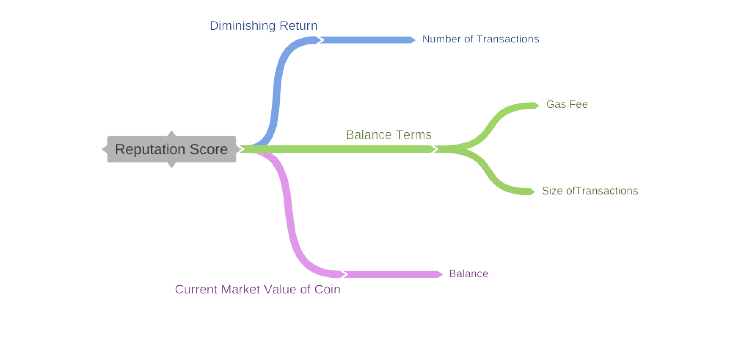 Diminishing Return
Number of Transactions
Gas Fee
Balance Terms
Reputation Score
Size ofTransactions
Balance
Current Market Value of Coin